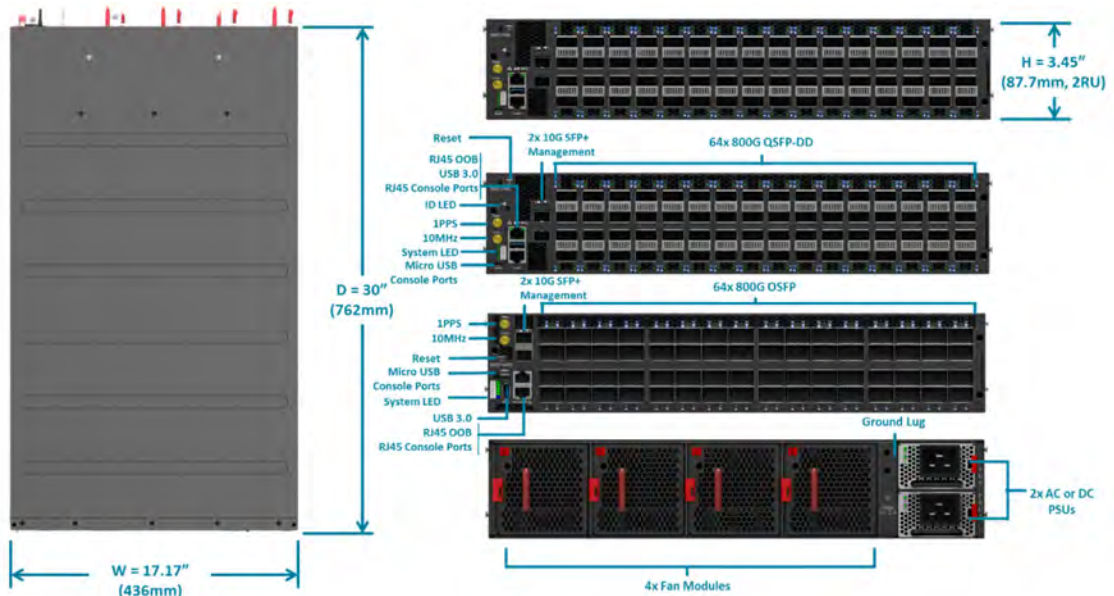 H = 3.45”
(87.7mm, 2RU)
Reset
2x 10G SFP+
Management
64x 800G QSFP-DD
RJ45 OOB
USB 3.0
RJ45 Console Ports
ID LED
1PPS
10MHz
System LED
Micro USB
Console Ports
2x 10G SFP+
Management
64x 800G OSFP
D = 30”
(762mm)
1PPS
10MHz
Reset
Micro USB
Console Ports
System LED
USB 3.0
RJ45 OOB
RJ45 Console Ports
Ground Lug
2x AC or DC
PSUs
4x Fan Modules
W = 17.17”
(436mm)